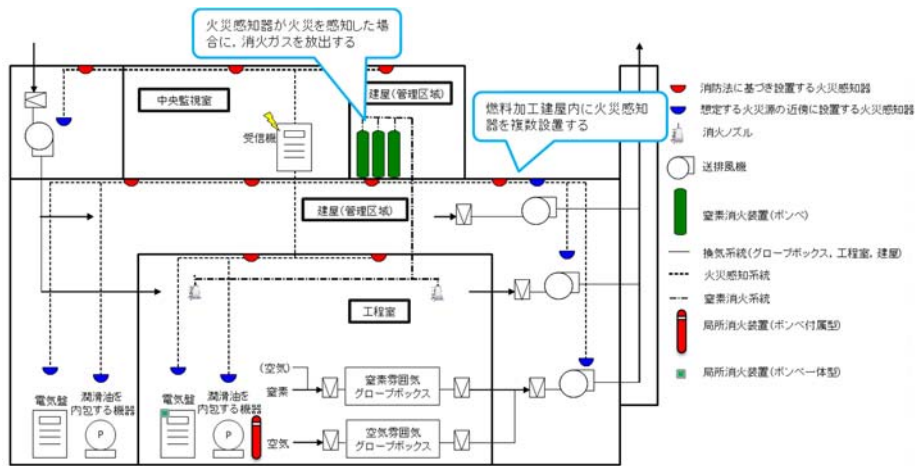 火災感知器が火災を感知した場
合に，消火ガスを放出する
中央監視室
建屋(管理区域)
受信機
燃料加工建屋内に火災感知
器を複数設置する
建屋(管理区域)
工程室
(空気)
窒素
窒素雰囲気
グローブボックス
空気
空気雰囲気
グローブボックス
電気盤
潤滑油を
内包する機器
P
電気盤
潤滑油を
内包する機器
P
消防法に基づき設置する火災感知器
想定する火災源の近傍に設置する火災感知器
消火ノズル
送排風機
窒素消火装置(ボンベ)
換気系統(グローブボックス，工程室，建屋)
火災感知系統
窒素消火系統
局所消火装置(ボンベ付属型)
局所消火装置(ボンベ一体型)